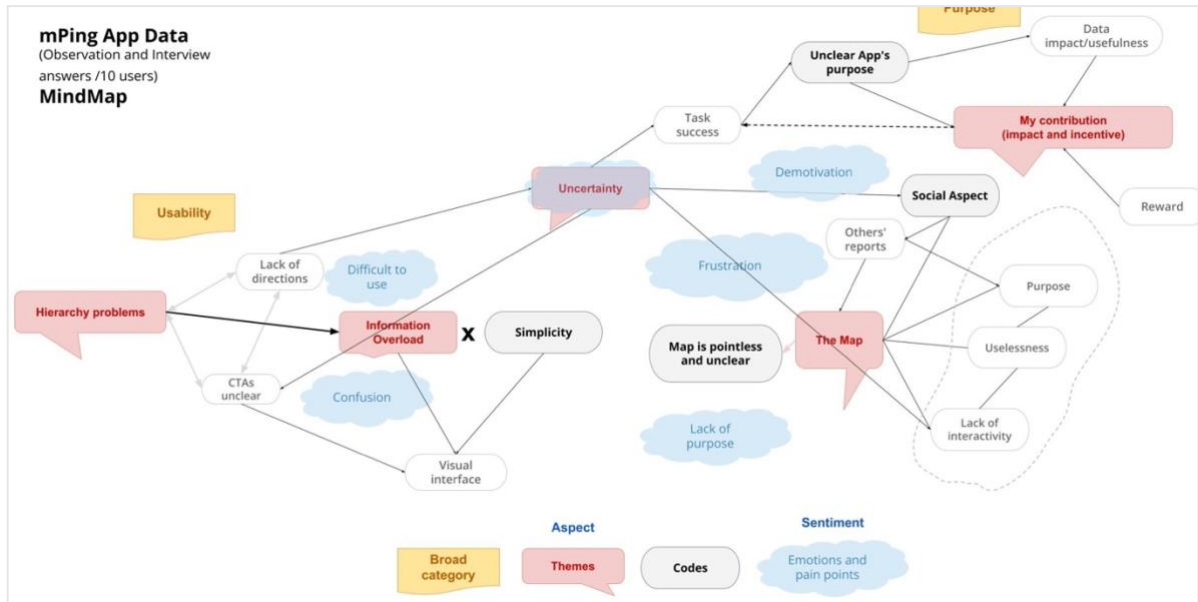 mPing App Data
(Observation and Interview
answers /10 users)
MindMap
Purpose
Data
impact/usefulness
Unclear App's
purpose
Task
success
My contribution
(impact and incentive)
Demotivation
Uncertainty
Social Aspect
Reward
Usability
Others'
reports
Lack of
directions
Difficult to
use
Frustration
Purpose
Hierarchy problems
Information
Overload
X
Simplicity
Map is pointless
and unclear
The Map
Uselessness
CTAs
unclear
Confusion
Lack of
purpose
Lack of
interactivity
Visual
interface
Aspect
Sentiment
Broad
category
Themes
Codes
Emotions and
pain points